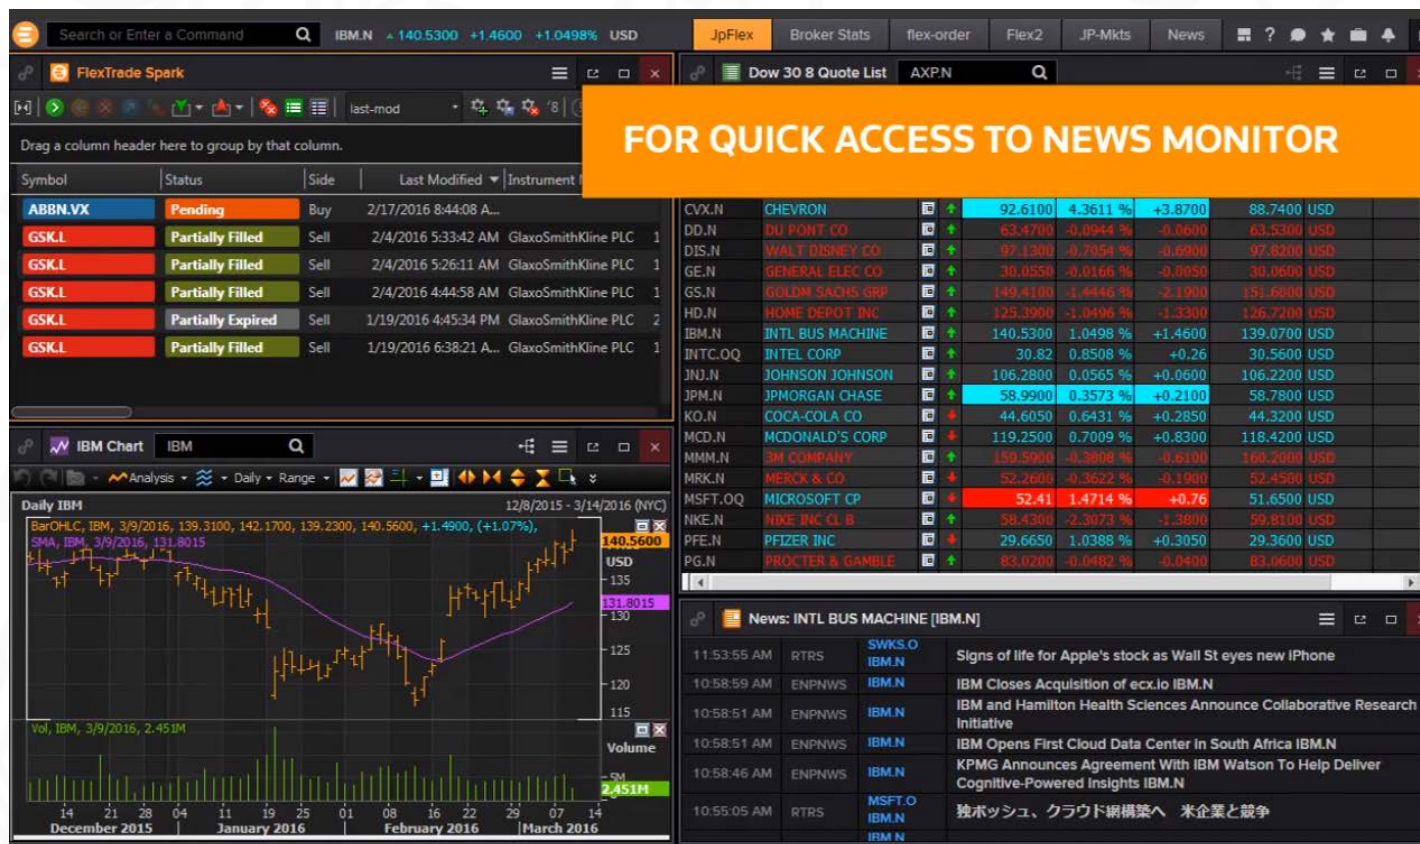 Search or Enter a Command
IBM.N 140.5300 +1.4600 +1.0498% USD
JpFlex Broker Stats flex-order Flex2 JP-Mkts News
FlexTrade Spark
last-mod
Drag a column header here to group by that column.
Symbol Status Side Last Modified Instrument
ABBN.VX Pending Buy 2/17/2016 8:44:08 A...
GSK.L Partially Filled Sell 2/4/2016 5:33:42 AM GlaxoSmithKline PLC 1
GSK.L Partially Filled Sell 2/4/2016 5:26:11 AM GlaxoSmithKline PLC 1
GSK.L Partially Filled Sell 2/4/2016 4:44:58 AM GlaxoSmithKline PLC 1
GSK.L Partially Expired Sell 1/19/2016 4:45:34 PM GlaxoSmithKline PLC 2
GSK.L Partially Filled Sell 1/19/2016 6:38:21 A... GlaxoSmithKline PLC 1
Dow 30 8 Quote List AXP.N
FOR QUICK ACCESS TO NEWS MONITOR
CVX.N CHEVRON 92.6100 4.3611 % +3.8700 88.7400 USD
DD.N DU PONT CO 63.4700 -0.0944 % -0.0600 63.5300 USD
DIS.N WALT DISNEY CO 97.1300 -0.7054 % -0.6900 97.8200 USD
GE.N GENERAL ELEC CO 30.0550 -0.0166 % -0.0050 30.0600 USD
GS.N GOLDM SACHS GRP 149.4100 -1.4446 % -2.1900 151.6000 USD
HD.N HOME DEPOT INC 125.3900 -1.0496 % -1.3300 126.7200 USD
IBM.N INTL BUS MACHINE 140.5300 1.0498 % +1.4600 139.0700 USD
INTC.OQ INTEL CORP 30.82 0.8508 % +0.26 30.5600 USD
JNJ.N JOHNSON JOHNSON 106.2800 0.0565 % +0.0600 106.2200 USD
JPM.N JPMORGAN CHASE 58.9900 0.3573 % +0.2100 58.7800 USD
KO.N COCA-COLA CO 44.6050 0.6431 % +0.2850 44.3200 USD
MCD.N MCDONALD'S CORP 119.2500 0.7009 % +0.8300 118.4200 USD
MMM.N 3M COMPANY 159.5900 -0.3808 % -0.6100 160.2000 USD
MRK.N MERCK & CO 52.2600 -0.3622 % -0.1900 52.4500 USD
MSFT.OQ MICROSOFT CP 52.41 1.4714 % +0.76 51.6500 USD
NKE.N NIKE INC CL B 58.4300 -2.3073 % -1.3800 59.8100 USD
PFE.N PFIZER INC 29.6650 1.0388 % +0.3050 29.3600 USD
PG.N PROCTER & GAMBLE 83.0200 -0.0482 % -0.0400 83.0600 USD
IBM Chart IBM
Analysis Daily Range
Daily IBM 12/8/2015 - 3/14/2016 (NYC)
BarOHLC, IBM, 3/9/2016, 139.3100, 142.1700, 139.2300, 140.5600, +1.4900, (+1.07%),
SMA, IBM, 3/9/2016, 131.8015
140.5600
USD
135
131.8015
130
125
120
115
Vol, IBM, 3/9/2016, 2.451M
Volume
5M
2.451M
14 21 28 04 11 19 25 01 08 16 22 29 07 14
December 2015 January 2016 February 2016 March 2016
News: INTL BUS MACHINE [IBM.N]
11:53:55 AM RTRS SWKS.O IBM.N Signs of life for Apple's stock as Wall St eyes new iPhone
10:58:59 AM ENPNWS IBM.N IBM Closes Acquisition of ecx.io IBM.N
10:58:51 AM ENPNWS IBM.N IBM and Hamilton Health Sciences Announce Collaborative Research
Initiative
10:58:51 AM ENPNWS IBM.N IBM Opens First Cloud Data Center in South Africa IBM.N
10:58:46 AM ENPNWS IBM.N KPMG Announces Agreement With IBM Watson To Help Deliver
Cognitive-Powered Insights IBM.N
10:55:05 AM RTRS MSFT.O IBM.N 独ボッシュ、クラウド網構築へ 米企業と競争
IBM.N